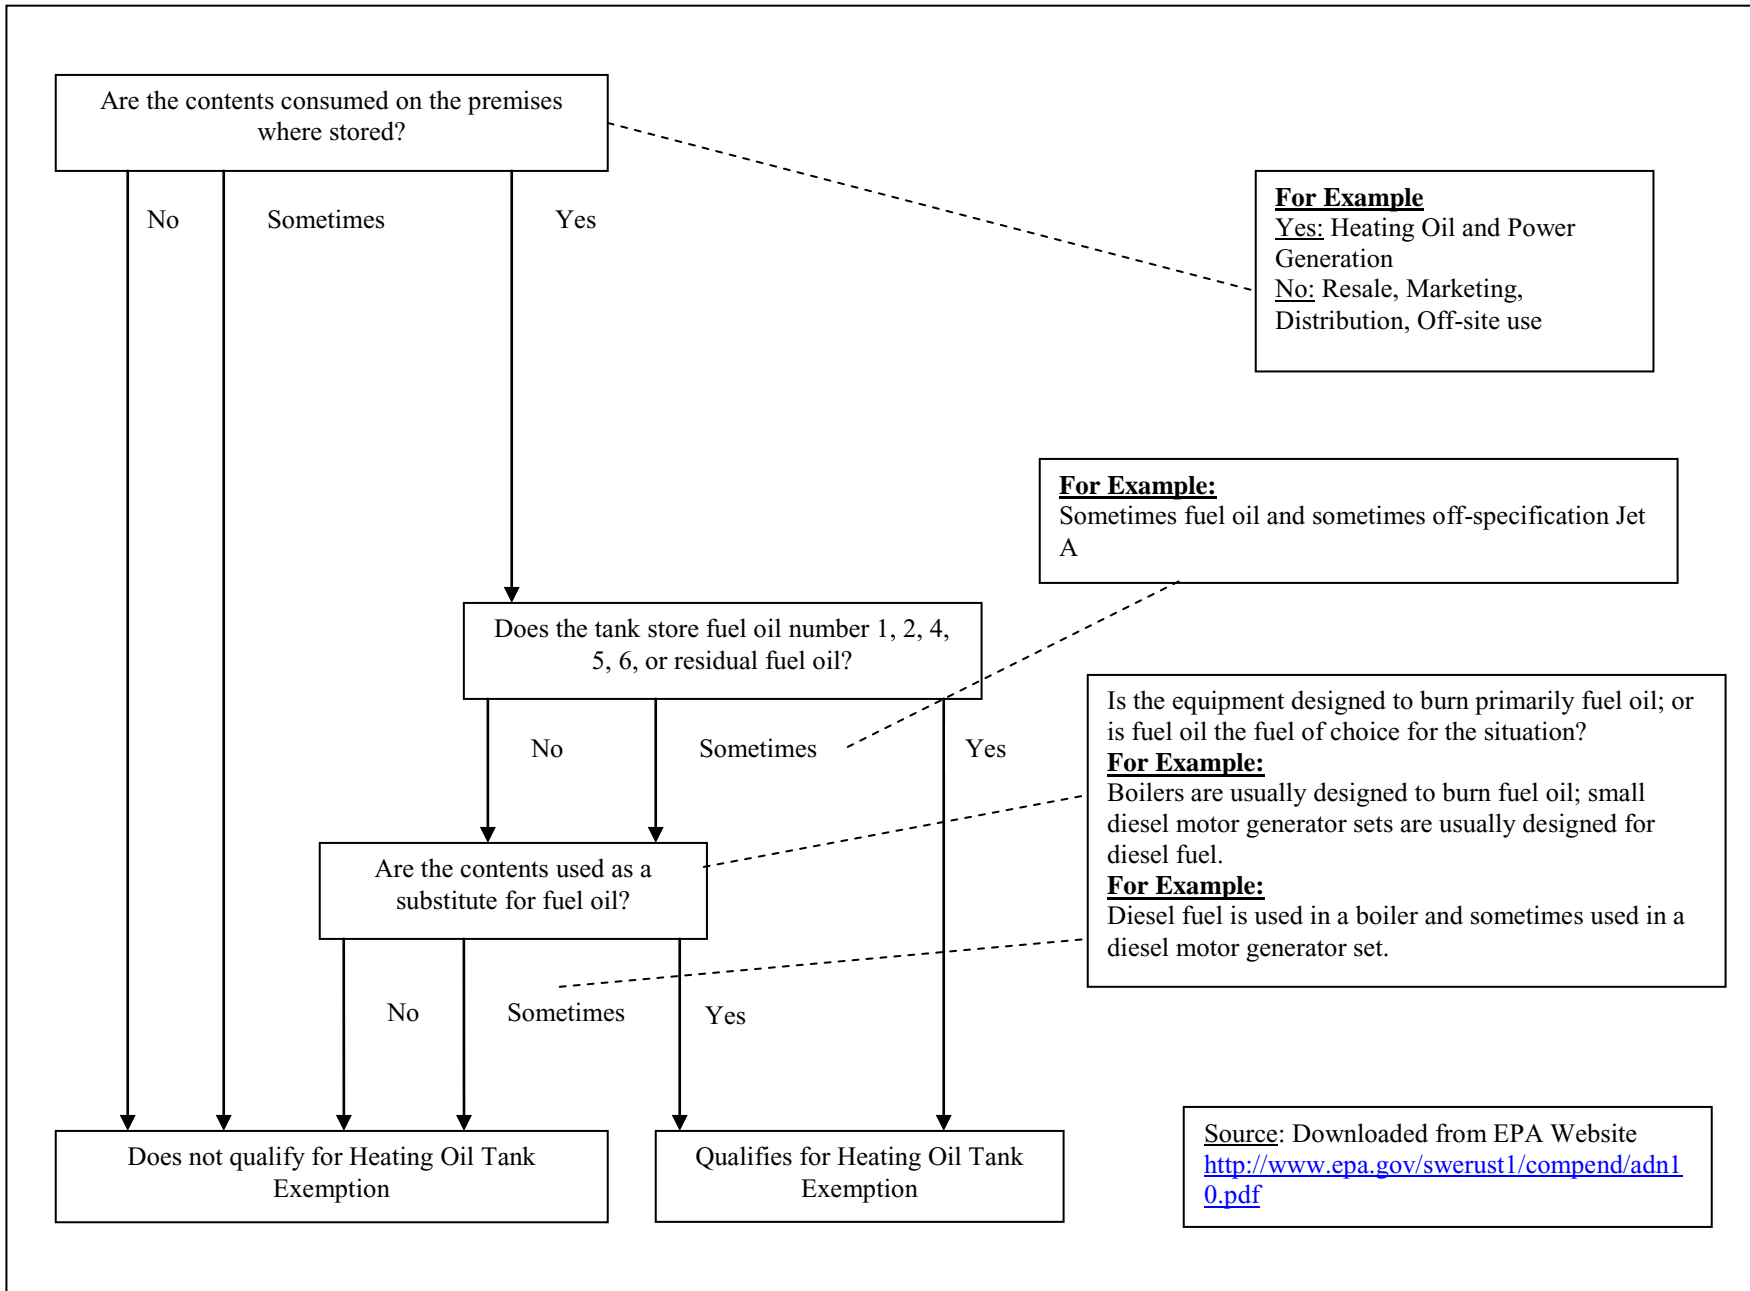 Are the contents consumed on the premises
where stored?
No
Sometimes
Yes
For Example
Yes: Heating Oil and Power
Generation
No: Resale, Marketing,
Distribution, Off-site use
For Example:
Sometimes fuel oil and sometimes off-specification Jet
A
Does the tank store fuel oil number 1, 2, 4,
5, 6, or residual fuel oil?
No
Sometimes
Yes
Is the equipment designed to burn primarily fuel oil; or
is fuel oil the fuel of choice for the situation?
For Example:
Boilers are usually designed to burn fuel oil; small
diesel motor generator sets are usually designed for
diesel fuel.
For Example:
Diesel fuel is used in a boiler and sometimes used in a
diesel motor generator set.
Are the contents used as a
substitute for fuel oil?
No
Sometimes
Yes
Does not qualify for Heating Oil Tank
Exemption
Qualifies for Heating Oil Tank
Exemption
Source: Downloaded from EPA Website
http://www.epa.gov/swerust1/compend/adn1
0.pdf